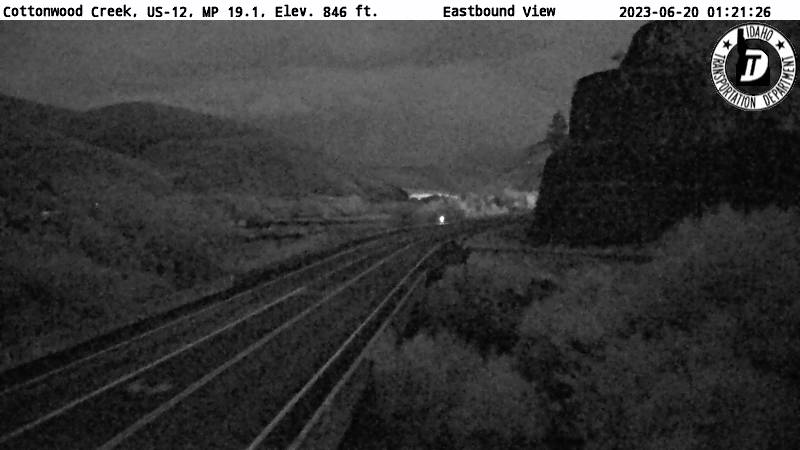 Cottonwood Creek, US-12, MP 19.1, Elev. 846 ft. Eastbound View 2023-06-20 01:21:26
IDAHO
TRANSPORTATION DEPARTMENT